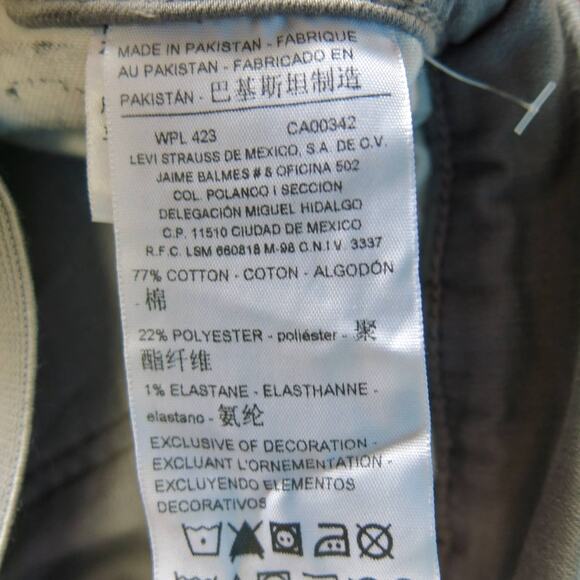 MADE IN PAKISTAN - FABRIQUE
AU PAKISTAN - FABRICADO EN
PAKISTÁN - 巴基斯坦制造
WPL 423 CA00342
LEVI STRAUSS DE MEXICO, S.A. DE C.V.
JAIME BALMES # 8 OFICINA 502
COL. POLANCO I SECCION
DELEGACIÓN MIGUEL HIDALGO
C.P. 11510 CIUDAD DE MEXICO
R.F.C. LSM 660818 M-98 C.N.I.V. 3337
77% COTTON - COTON - ALGODÓN
- 棉
22% POLYESTER - poliéster - 聚
酯纤维
1% ELASTANE - ELASTHANNE -
elastano - 氨纶
EXCLUSIVE OF DECORATION -
EXCLUANT L'ORNEMENTATION -
EXCLUYENDO ELEMENTOS
DECORATIVOS